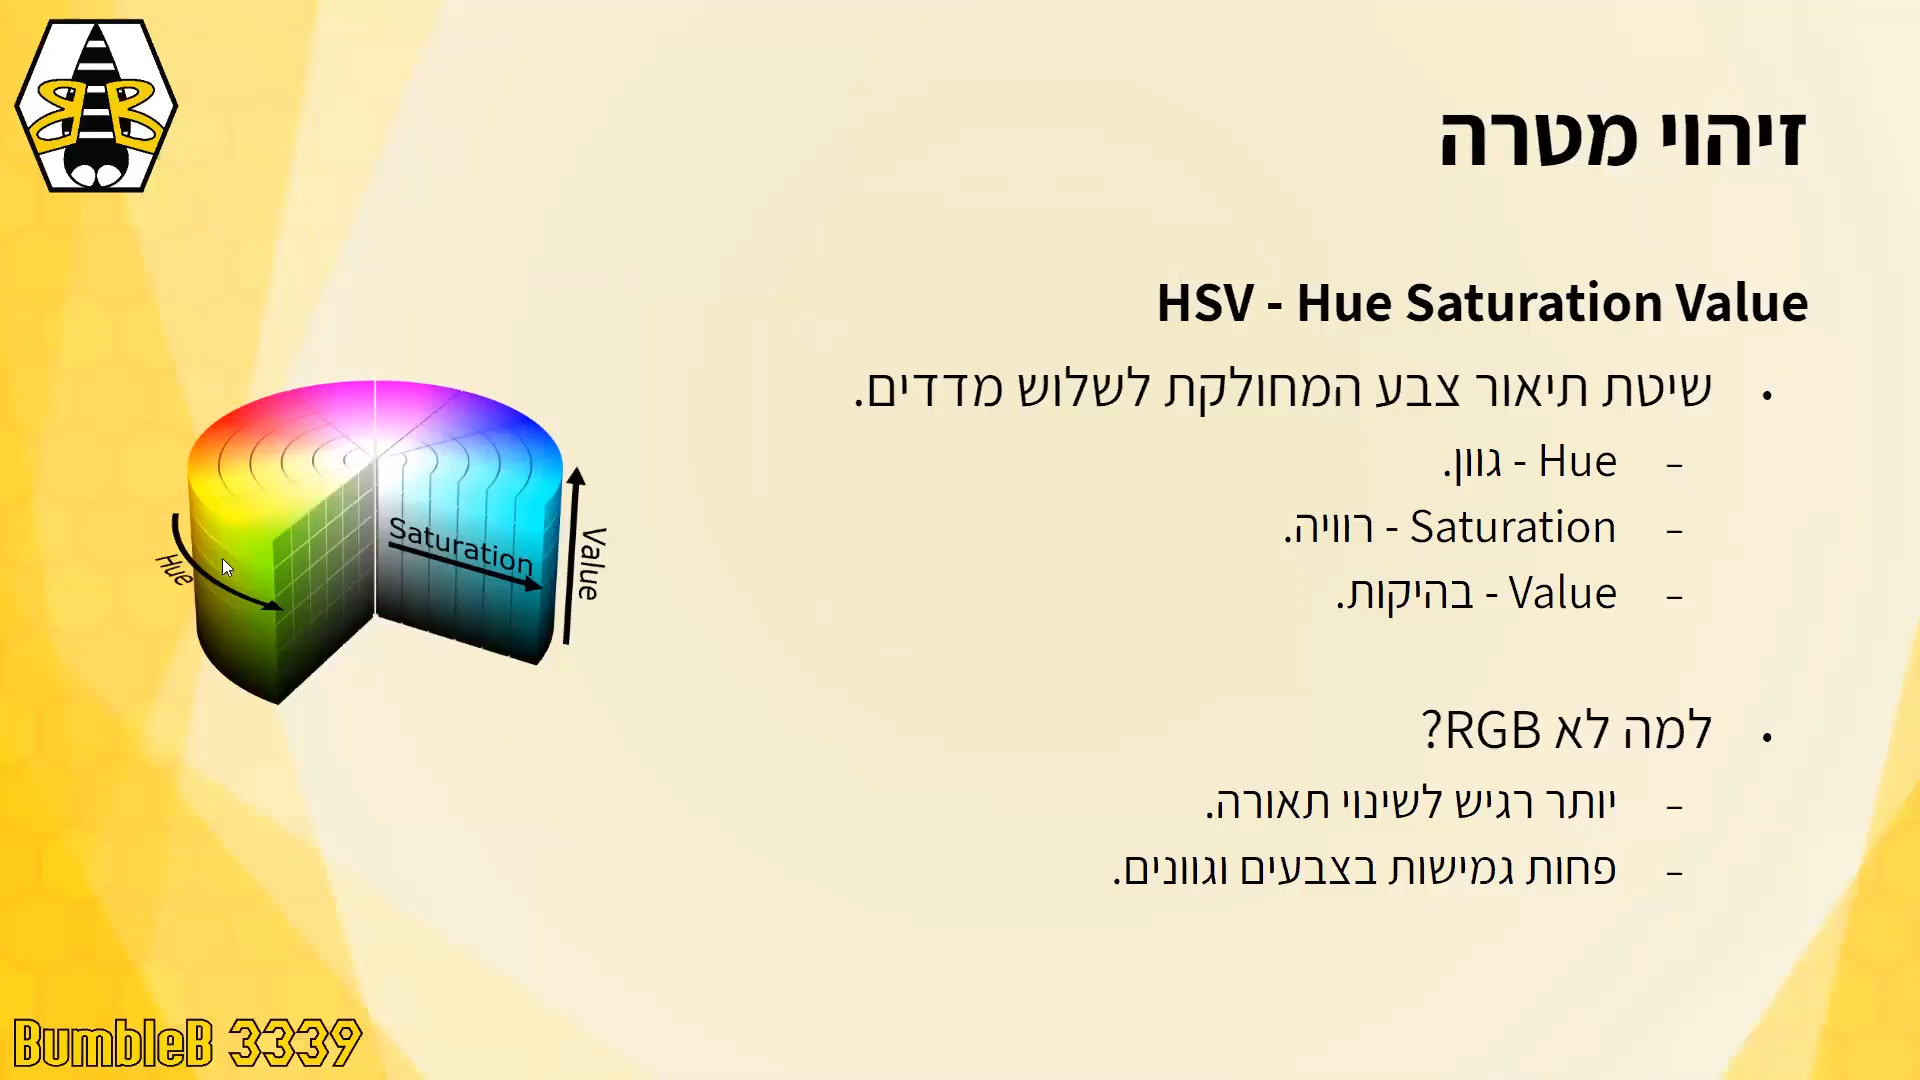 זיהוי מטרה
HSV - Hue Saturation Value
• שיטת תיאור צבע המחולקת לשלוש מדדים.
– Hue - גוון.
– Saturation - רוויה.
– Value - בהיקות.
• למה לא RGB?
– יותר רגיש לשינוי תאורה.
– פחות גמישות בצבעים וגוונים.
Hue
Saturation
Value
BumbleB 3339